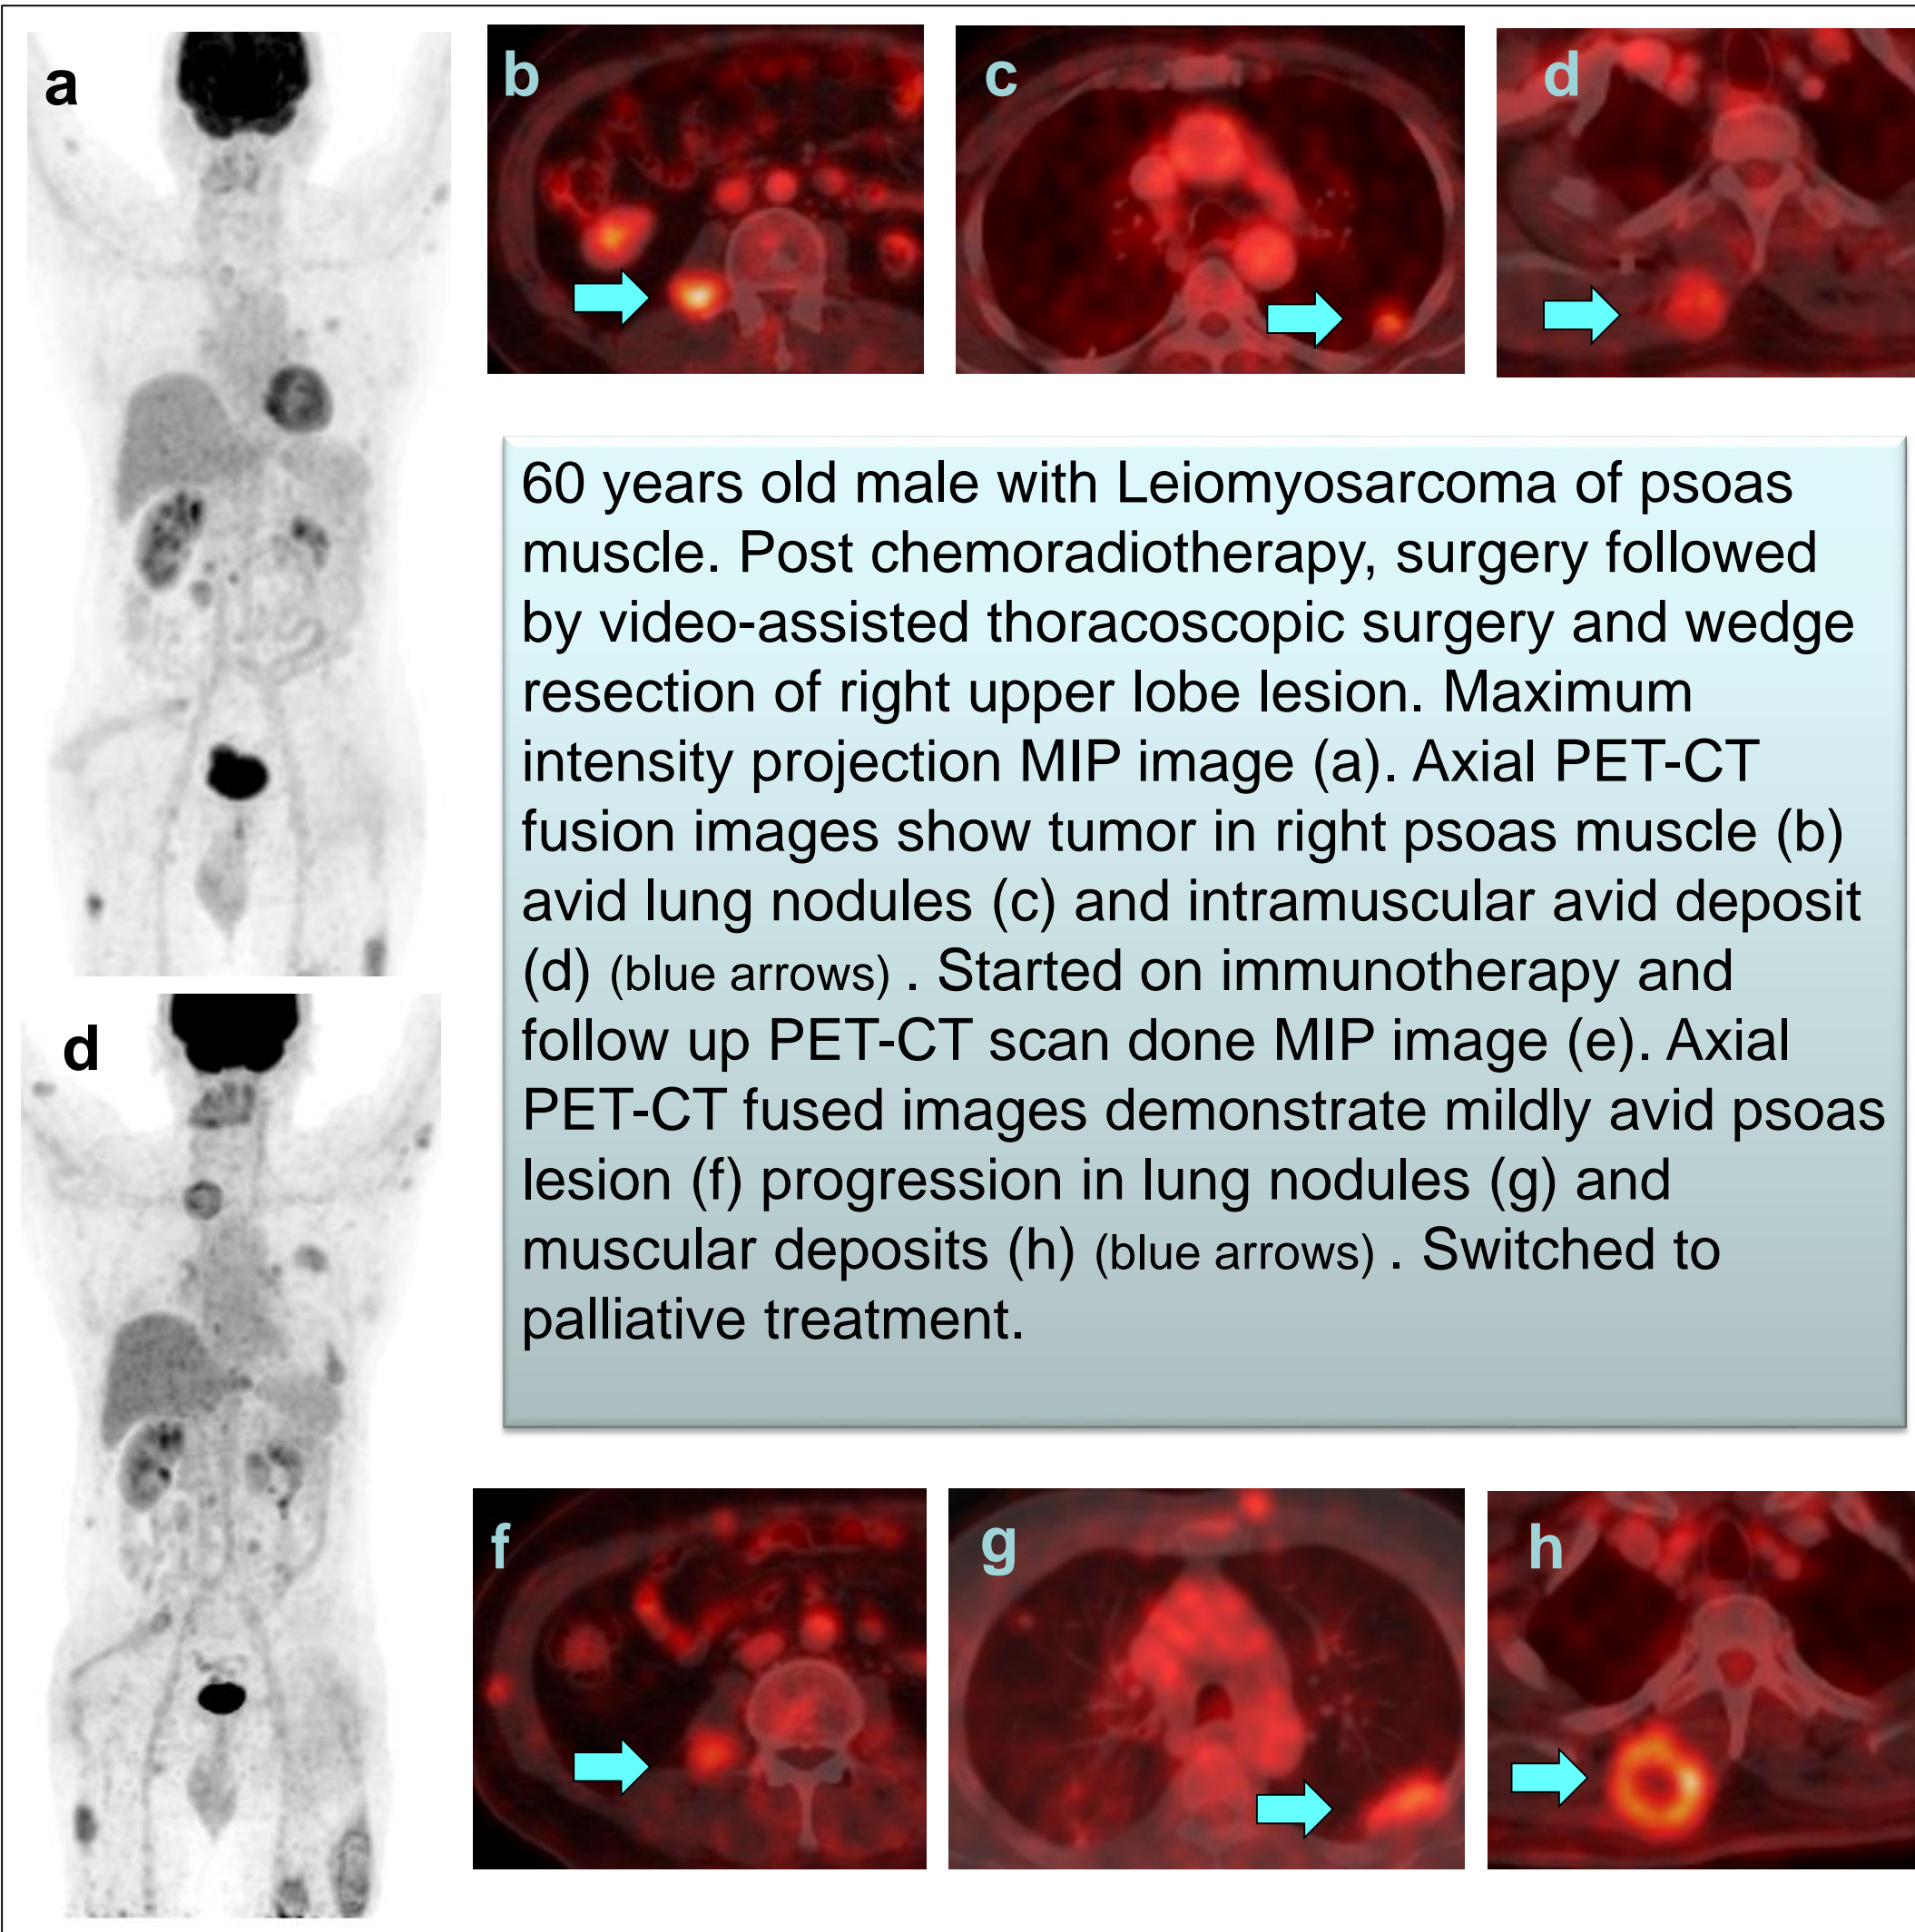 a
b
c
d
60 years old male with Leiomyosarcoma of psoas
muscle. Post chemoradiotherapy, surgery followed
by video-assisted thoracoscopic surgery and wedge
resection of right upper lobe lesion. Maximum
intensity projection MIP image (a). Axial PET-CT
fusion images show tumor in right psoas muscle (b)
avid lung nodules (c) and intramuscular avid deposit
(d) (blue arrows) . Started on immunotherapy and
follow up PET-CT scan done MIP image (e). Axial
PET-CT fused images demonstrate mildly avid psoas
lesion (f) progression in lung nodules (g) and
muscular deposits (h) (blue arrows) . Switched to
palliative treatment.
d
f
g
h